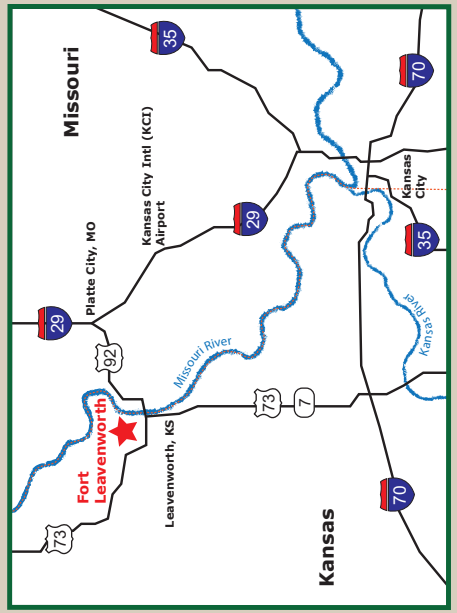 73
29
Missouri
Fort
Leavenworth
Platte City, MO
92
Kansas City Intl (KCI)
Airport
35
Leavenworth, KS
Missouri River
29
73
7
Kansas
70
Kansas
City
70
35
Kansas River